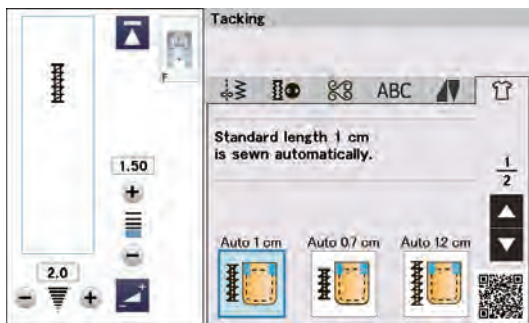 Tacking
F
ABC
Standard length 1 cm
is sewn automatically.
1.50
1
2
Auto 1 cm Auto 0.7 cm Auto 1.2 cm
2.0